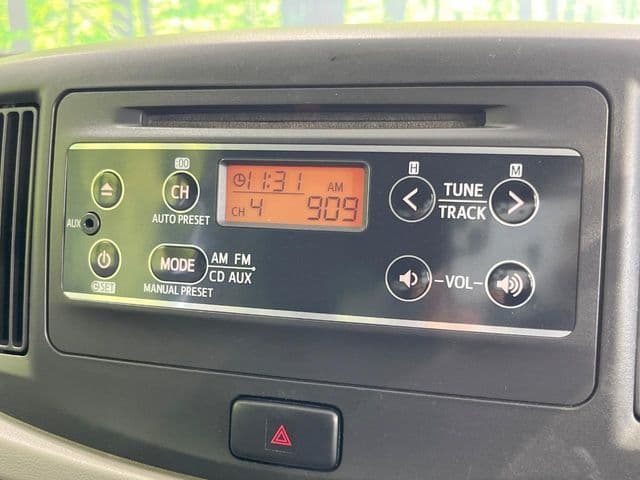 :00
H
M
CH
11:31 AM
CH 4 909
TUNE
TRACK
AUTO PRESET
AUX
MODE
AM FM
CD AUX
-VOL-
SET
MANUAL PRESET